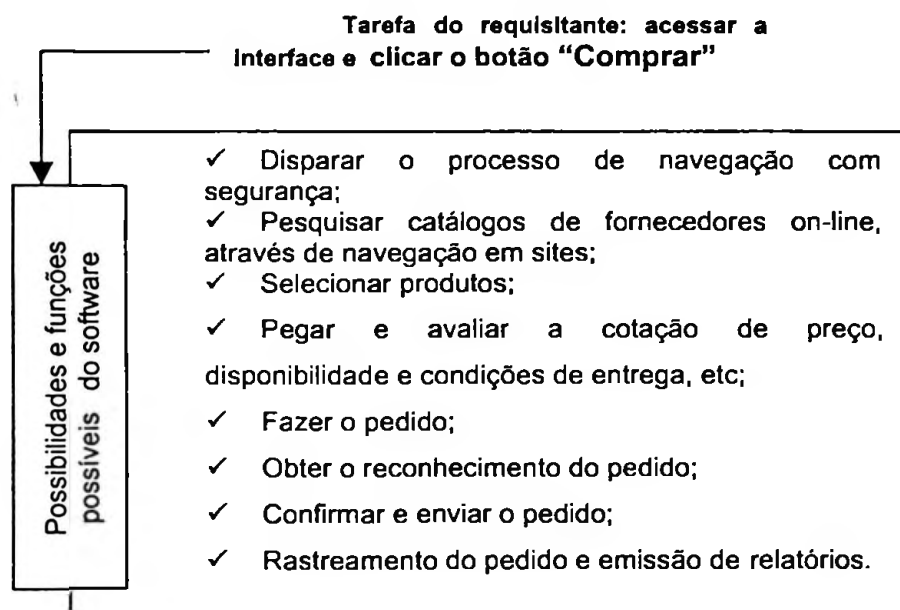 Tarefa do requisitante: acessar a
Interface e clicar o botão “Comprar”
✓ Disparar o processo de navegação com
segurança;
✓ Pesquisar catálogos de fornecedores on-line,
através de navegação em sites;
✓ Selecionar produtos;
✓ Pegar e avaliar a cotação de preço,
disponibilidade e condições de entrega, etc;
✓ Fazer o pedido;
✓ Obter o reconhecimento do pedido;
✓ Confirmar e enviar o pedido;
✓ Rastreamento do pedido e emissão de relatórios.
Possibilidades e funções
possíveis do software